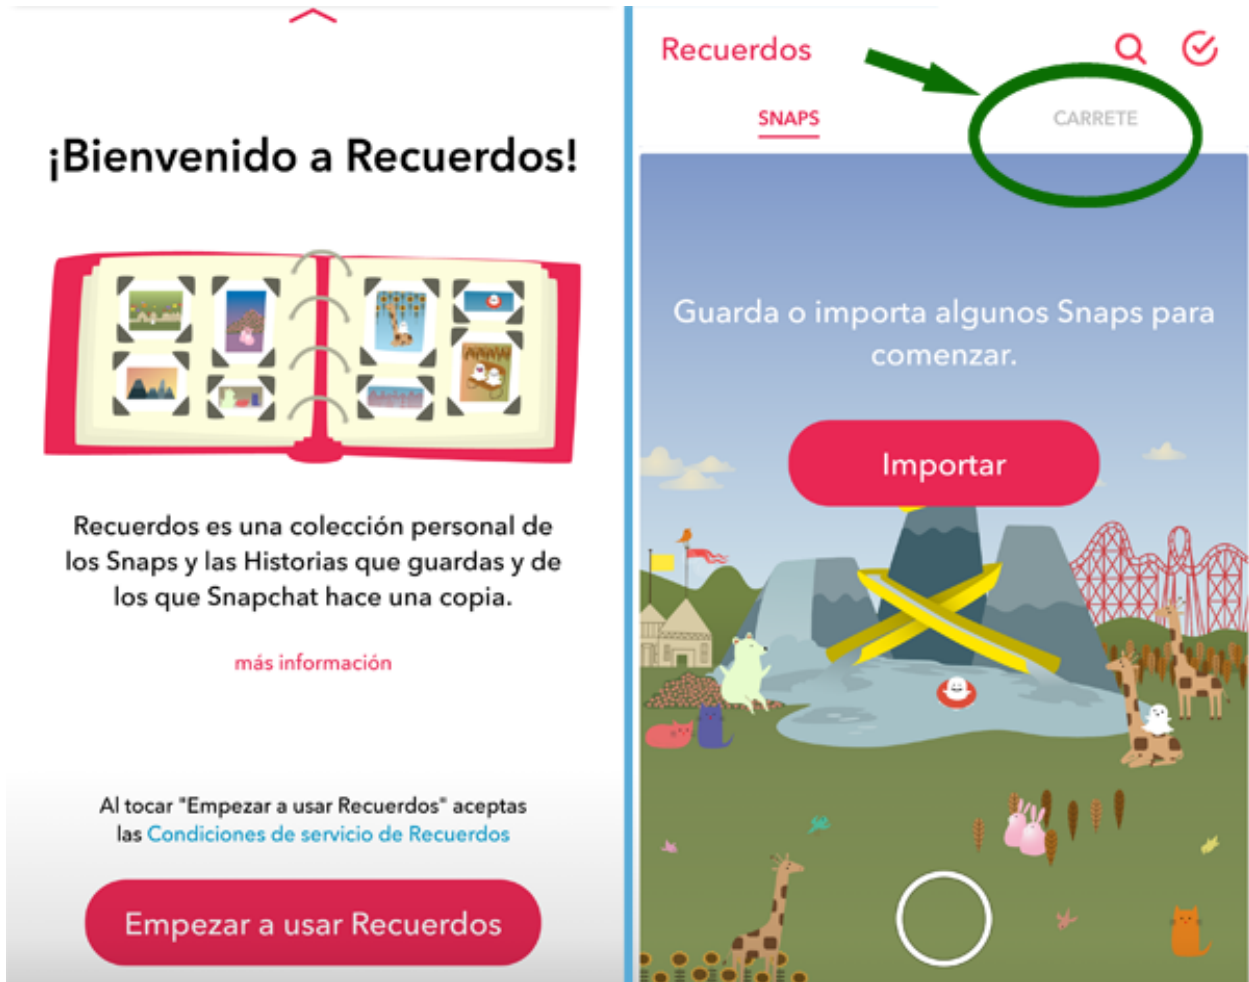 ¡Bienvenido a Recuerdos!
Recuerdos es una colección personal de
los Snaps y las Historias que guardas y de
los que Snapchat hace una copia.
más información
Al tocar "Empezar a usar Recuerdos" aceptas
las Condiciones de servicio de Recuerdos
Empezar a usar Recuerdos
Recuerdos
SNAPS
CARRETE
Guarda o importa algunos Snaps para
comenzar.
Importar